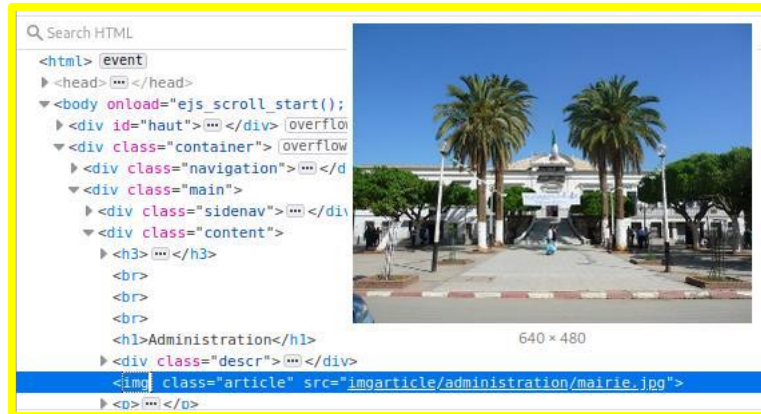 Search HTML
<html> event
<head> ··· </head>
<body onload="ejs_scroll_start();
<div id="haut"> ··· </div> overflow
<div class="container"> overflow
<div class="navigation"> ··· </d
<div class="main">
<div class="sidenav"> ··· </div
<div class="content">
<h3> ··· </h3>
<br>
<br>
<br>
<h1>Administration</h1>
640 × 480
<div class="descr"> ··· </div>
<img class="article" src="imgarticle/administration/mairie.jpg">
<p> ··· </p>